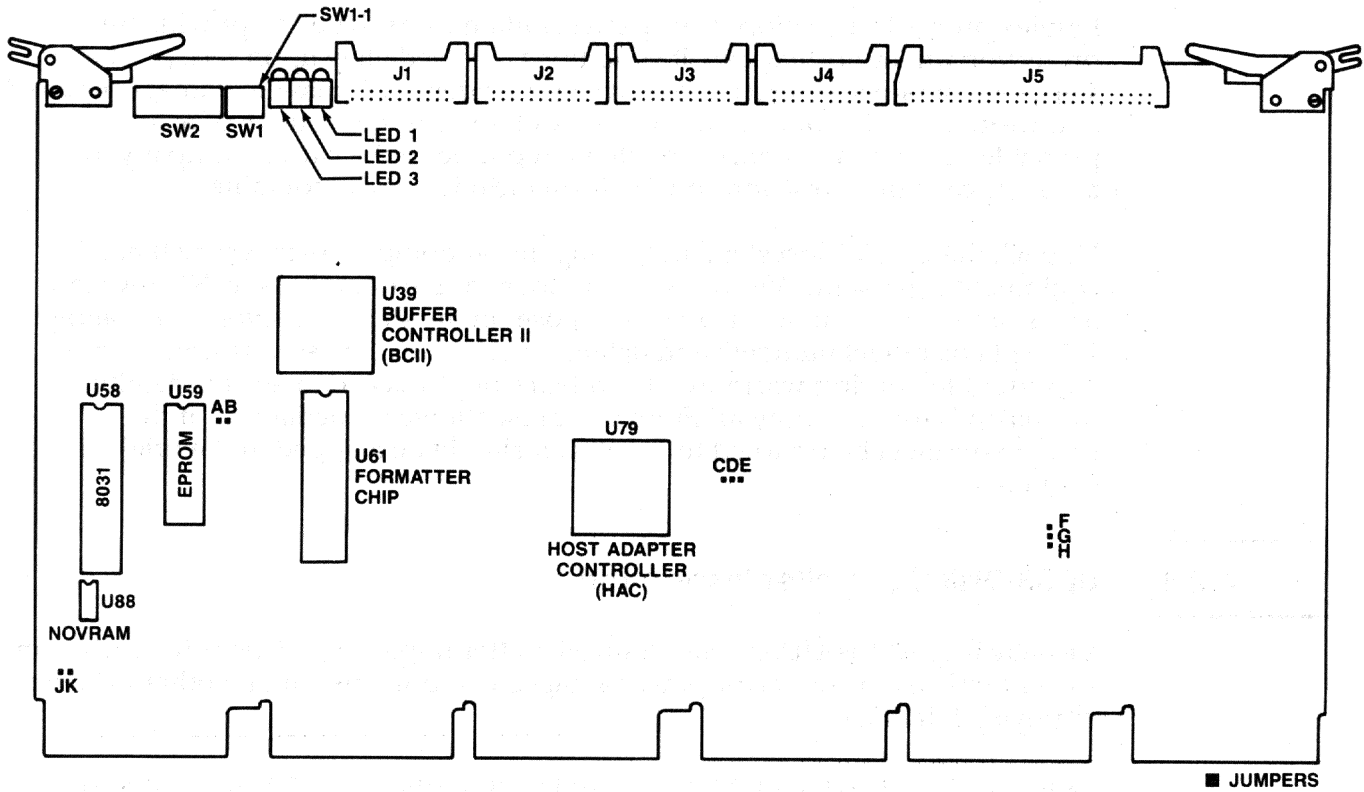 SW1-1
J1
J2
J3
J4
J5
SW2
SW1
LED 1
LED 2
LED 3
U39
BUFFER
CONTROLLER II
(BCII)
U58
8031
U59
EPROM
AB
U61
FORMATTER
CHIP
U79
HOST ADAPTER
CONTROLLER
(HAC)
CDE
F
G
H
U88
NOVRAM
JK
JUMPERS